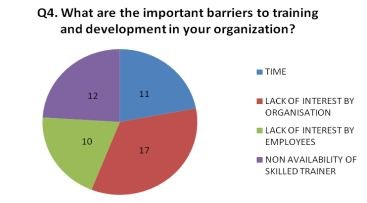 Q4. What are the important barriers to training
and development in your organization?
11
17
10
12
TIME
LACK OF INTEREST BY
ORGANISATION
LACK OF INTEREST BY
EMPLOYEES
NON AVAILABILITY OF
SKILLED TRAINER